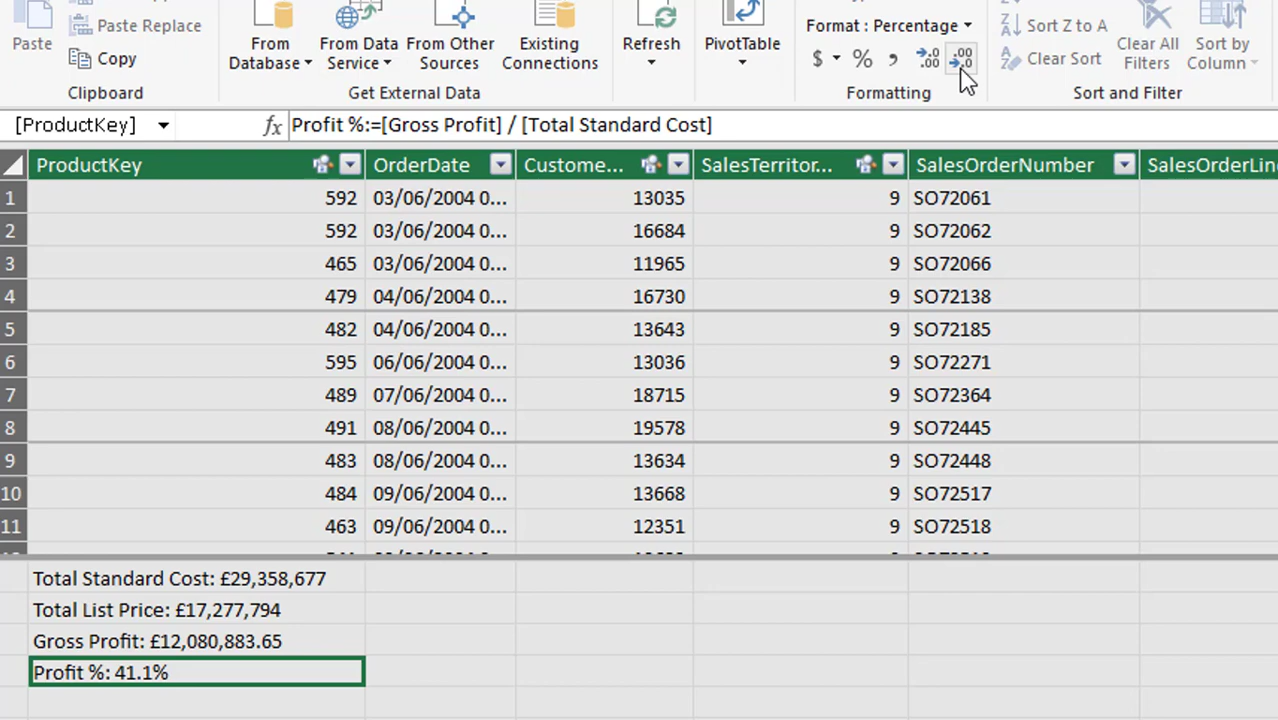 Paste
Paste Replace
Copy
Clipboard
From Database
From Data Service
From Other Sources
Existing Connections
Get External Data
Refresh
PivotTable
Format : Percentage
$ % , .0 .00 .00 .0
Formatting
Sort Z to A
Clear Sort
Clear All Filters
Sort by Column
Sort and Filter
[ProductKey] fx Profit %:=[Gross Profit] / [Total Standard Cost]
ProductKey OrderDate Custome... SalesTerritor... SalesOrderNumber SalesOrderLin
1 592 03/06/2004 0... 13035 9 SO72061
2 592 03/06/2004 0... 16684 9 SO72062
3 465 03/06/2004 0... 11965 9 SO72066
4 479 04/06/2004 0... 16730 9 SO72138
5 482 04/06/2004 0... 13643 9 SO72185
6 595 06/06/2004 0... 13036 9 SO72271
7 489 07/06/2004 0... 18715 9 SO72364
8 491 08/06/2004 0... 19578 9 SO72445
9 483 08/06/2004 0... 13634 9 SO72448
10 484 09/06/2004 0... 13668 9 SO72517
11 463 09/06/2004 0... 12351 9 SO72518
Total Standard Cost: £29,358,677
Total List Price: £17,277,794
Gross Profit: £12,080,883.65
Profit %: 41.1%